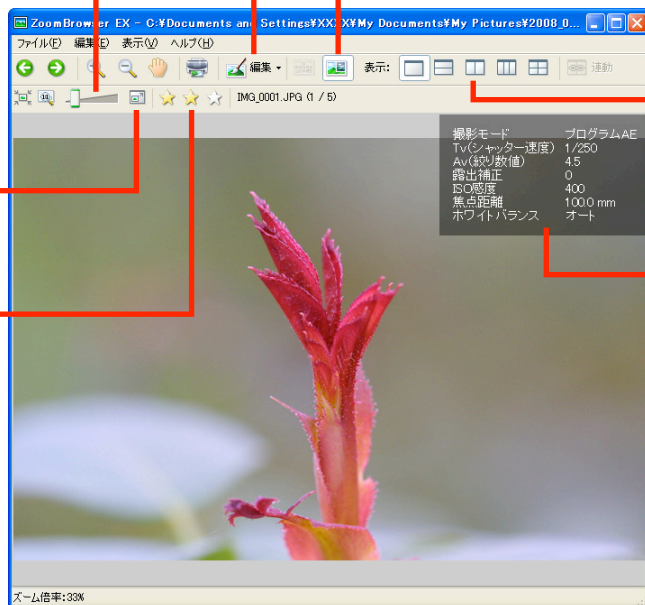 ZoomBrowser EX - C:¥Documents and Settings¥XXXX¥My Documents¥My Pictures¥2008_0...
ファイル(F) 編集(E) 表示(V) ヘルプ(H)
編集 表示: 連動
IMG_0001.JPG (1 / 5)
撮影モード プログラムAE
Tv(シャッター速度) 1/250
Av(絞り数値) 4.5
露出補正 0
ISO感度 400
焦点距離 100.0 mm
ホワイトバランス オート
ズーム倍率:33%